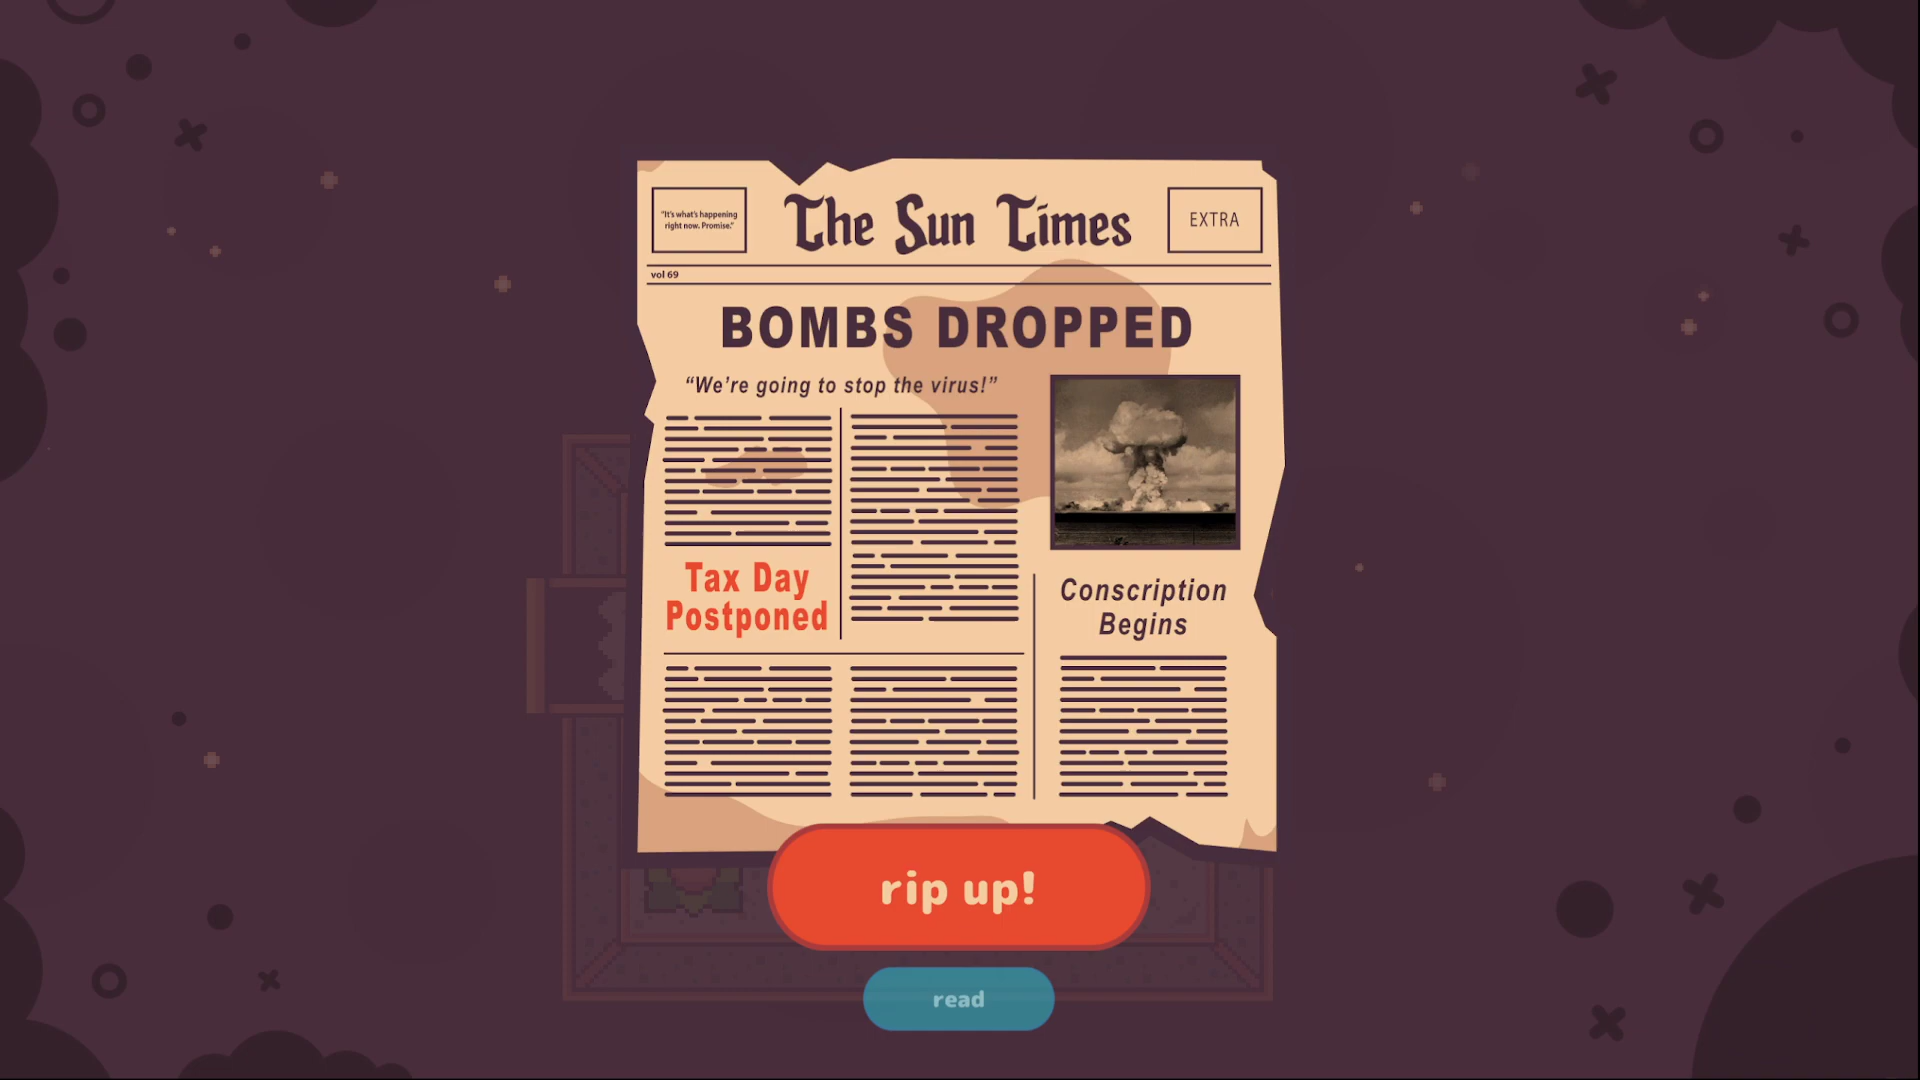 "It's what's happening
right now. Promise."
The Sun Times
EXTRA
vol 69
BOMBS DROPPED
“We’re going to stop the virus!”
Tax Day
Postponed
Conscription
Begins
rip up!
read